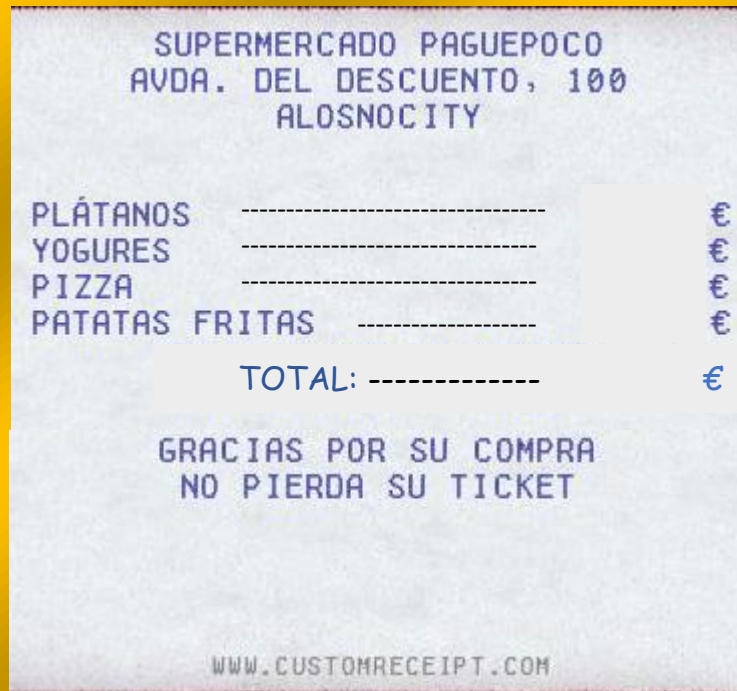 SUPERMERCADO PAGUEPOCO
AVDA. DEL DESCUENTO, 100
ALOSNOCITY
PLÁTANOS ------------------------------- €
YOGURES ------------------------------ €
PIZZA ------------------------------ €
PATATAS FRITAS ------------------- €
TOTAL: ------------- €
GRACIAS POR SU COMPRA
NO PIERDA SU TICKET
WWW.CUSTOMRECEIPT.COM